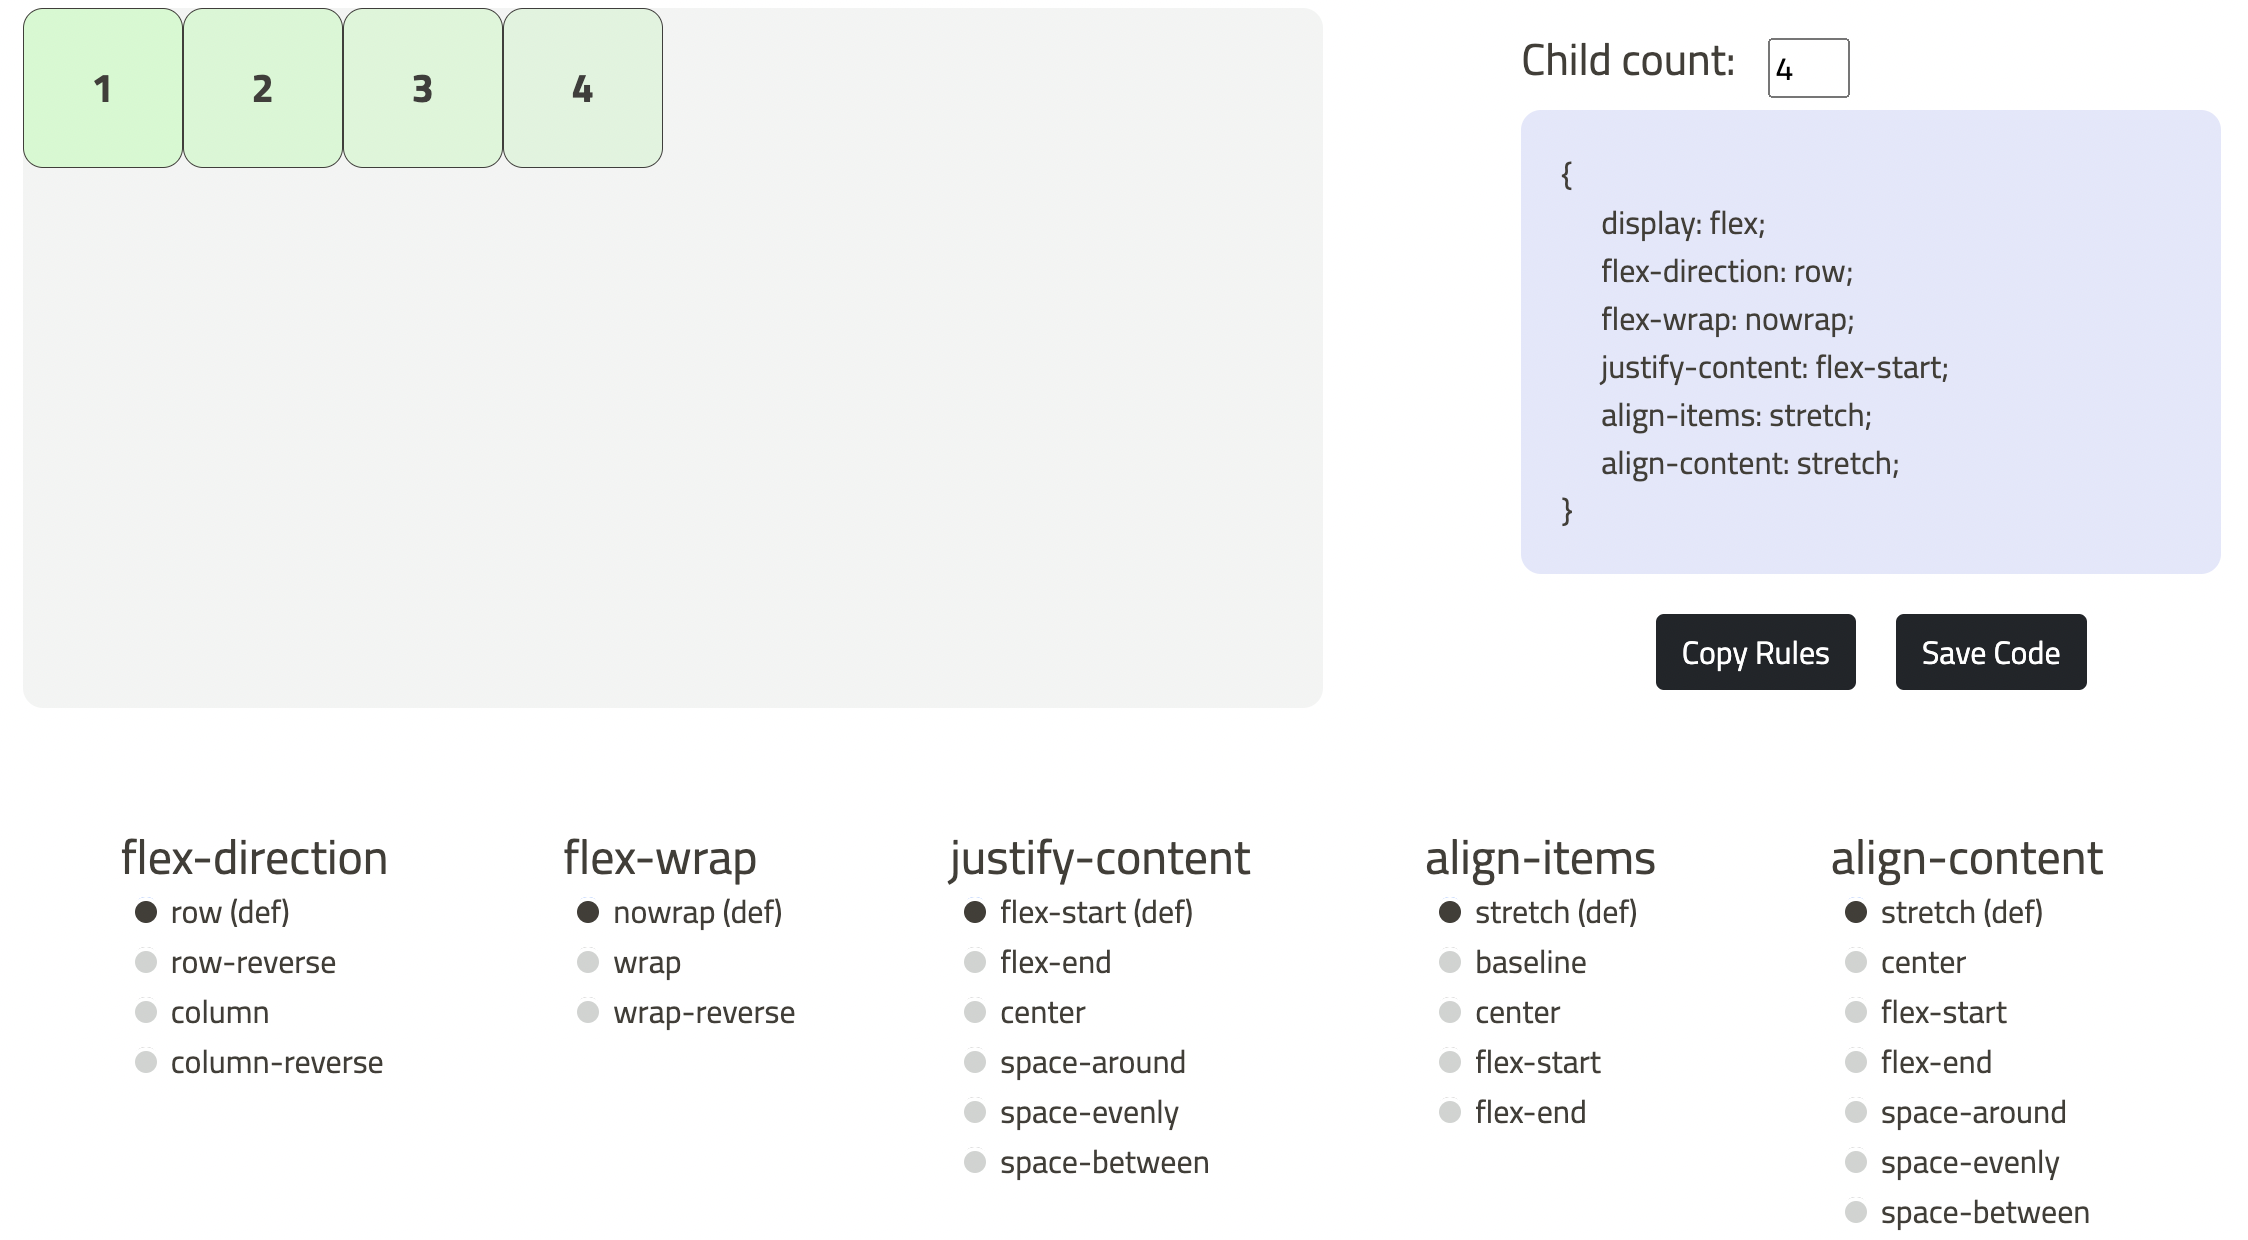 1 2 3 4
Child count: 4
{
display: flex;
flex-direction: row;
flex-wrap: nowrap;
justify-content: flex-start;
align-items: stretch;
align-content: stretch;
}
Copy Rules
Save Code
flex-direction
row (def)
row-reverse
column
column-reverse
flex-wrap
nowrap (def)
wrap
wrap-reverse
justify-content
flex-start (def)
flex-end
center
space-around
space-evenly
space-between
align-items
stretch (def)
baseline
center
flex-start
flex-end
align-content
stretch (def)
center
flex-start
flex-end
space-around
space-evenly
space-between